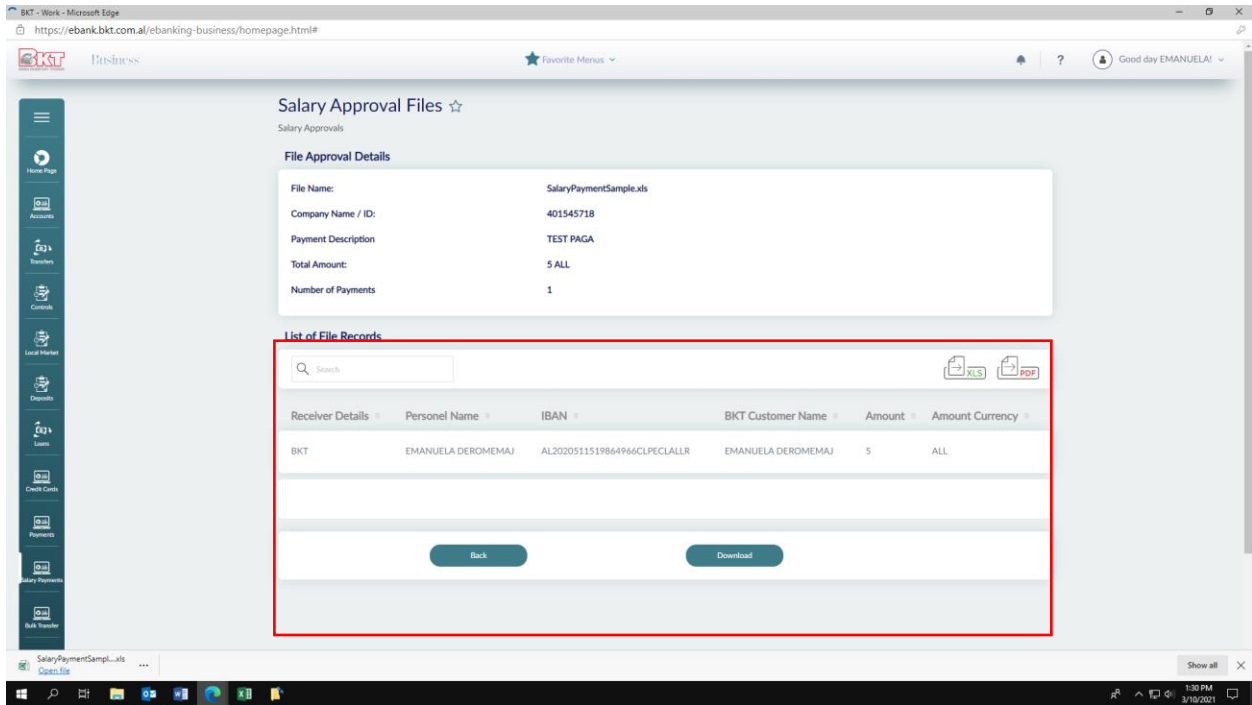 BKT - Work - Microsoft Edge
https://ebank.bkt.com.al/ebanking-business/homepage.html#
BKT Business Favorite Menus ? Good day EMANUELA!
Salary Approval Files
Salary Approvals
File Approval Details
File Name: SalaryPaymentSample.xls
Company Name / ID: 401545718
Payment Description TEST PAGA
Total Amount: 5 ALL
Number of Payments 1
List of File Records
Search XLS PDF
Receiver Details Personel Name IBAN BKT Customer Name Amount Amount Currency
BKT EMANUELA DEROMEMAJ AL2020511519864966CLPECLALLR EMANUELA DEROMEMAJ 5 ALL
Back Download
Home Page
Accounts
Transfers
Controls
Local Market
Deposits
Loans
Credit Cards
Payments
Salary Payments
Bulk Transfer
SalaryPaymentSampl....xls ...
Open file
Show all
1:30 PM
3/10/2021